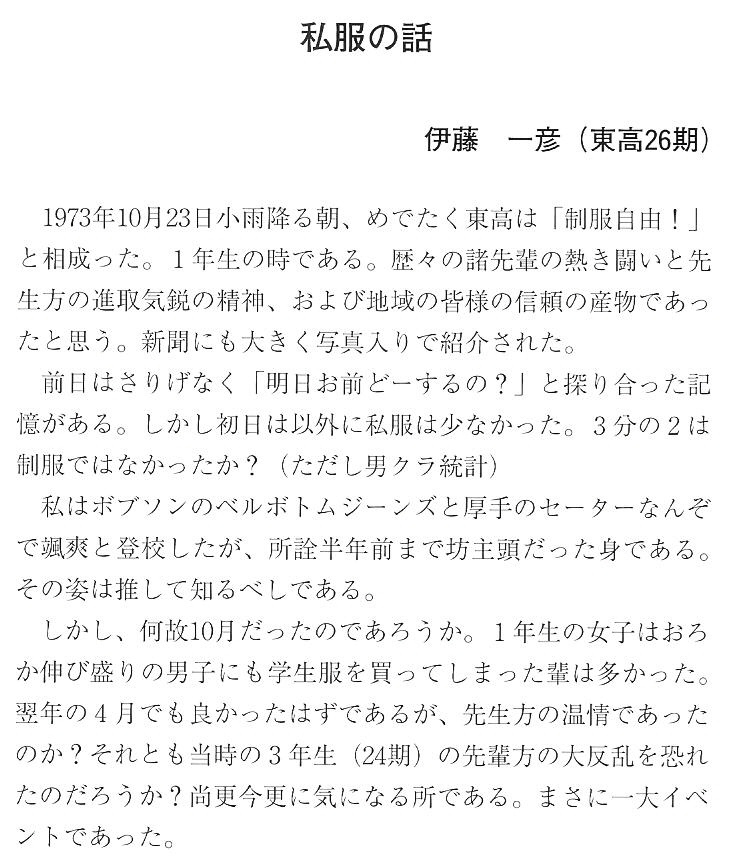 私服の話
伊藤　一彦（東高26期）
　1973年10月23日小雨降る朝、めでたく東高は「制服自由！」
と相成った。１年生の時である。歴々の諸先輩の熱き闘いと先
生方の進取気鋭の精神、および地域の皆様の信頼の産物であっ
たと思う。新聞にも大きく写真入りで紹介された。
　前日はさりげなく「明日お前どーするの？」と探り合った記
憶がある。しかし初日は以外に私服は少なかった。３分の２は
制服ではなかったか？（ただし男クラ統計）
　私はボブソンのベルボトムジーンズと厚手のセーターなんぞ
で颯爽と登校したが、所詮半年前まで坊主頭だった身である。
その姿は推して知るべしである。
　しかし、何故10月だったのであろうか。１年生の女子はおろ
か伸び盛りの男子にも学生服を買ってしまった輩は多かった。
翌年の４月でも良かったはずであるが、先生方の温情であった
のか？それとも当時の３年生（24期）の先輩方の大反乱を恐れ
たのだろうか？尚更今更に気になる所である。まさに一大イベ
ントであった。